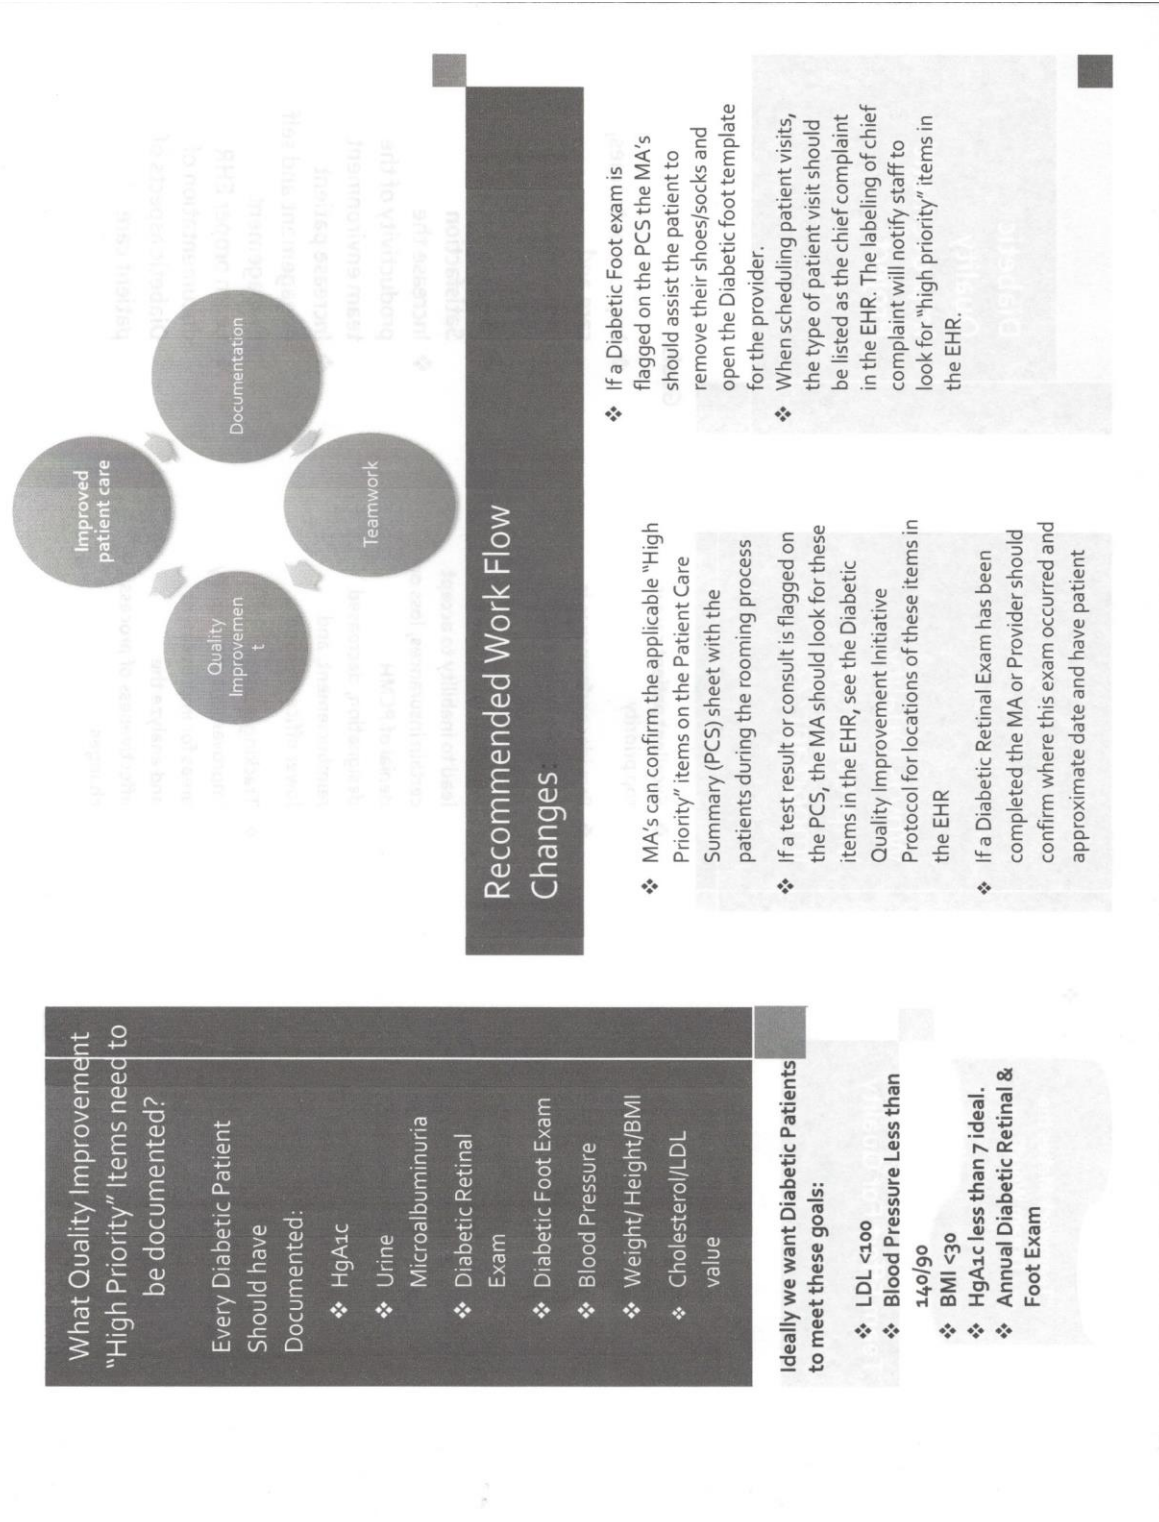 What Quality Improvement
“High Priority” Items need to
be documented?
Every Diabetic Patient
Should have
Documented:
❖ HgA1c
❖ Urine
Microalbuminuria
❖ Diabetic Retinal
Exam
❖ Diabetic Foot Exam
❖ Blood Pressure
❖ Weight/ Height/BMI
❖ Cholesterol/LDL
value
Ideally we want Diabetic Patients
to meet these goals:
❖ LDL <100
❖ Blood Pressure Less than
140/90
❖ BMI <30
❖ HgA1c less than 7 ideal.
❖ Annual Diabetic Retinal &
Foot Exam
Improved
patient care
Documentation
Teamwork
Quality
Improvemen
t
Recommended Work Flow
Changes:
❖ MA’s can confirm the applicable “High
Priority” items on the Patient Care
Summary (PCS) sheet with the
patients during the rooming process
❖ If a test result or consult is flagged on
the PCS, the MA should look for these
items in the EHR, see the Diabetic
Quality Improvement Initiative
Protocol for locations of these items in
the EHR
❖ If a Diabetic Retinal Exam has been
completed the MA or Provider should
confirm where this exam occurred and
approximate date and have patient
❖ If a Diabetic Foot exam is
flagged on the PCS the MA’s
should assist the patient to
remove their shoes/socks and
open the Diabetic foot template
for the provider.
❖ When scheduling patient visits,
the type of patient visit should
be listed as the chief complaint
in the EHR. The labeling of chief
complaint will notify staff to
look for “high priority” items in
the EHR.